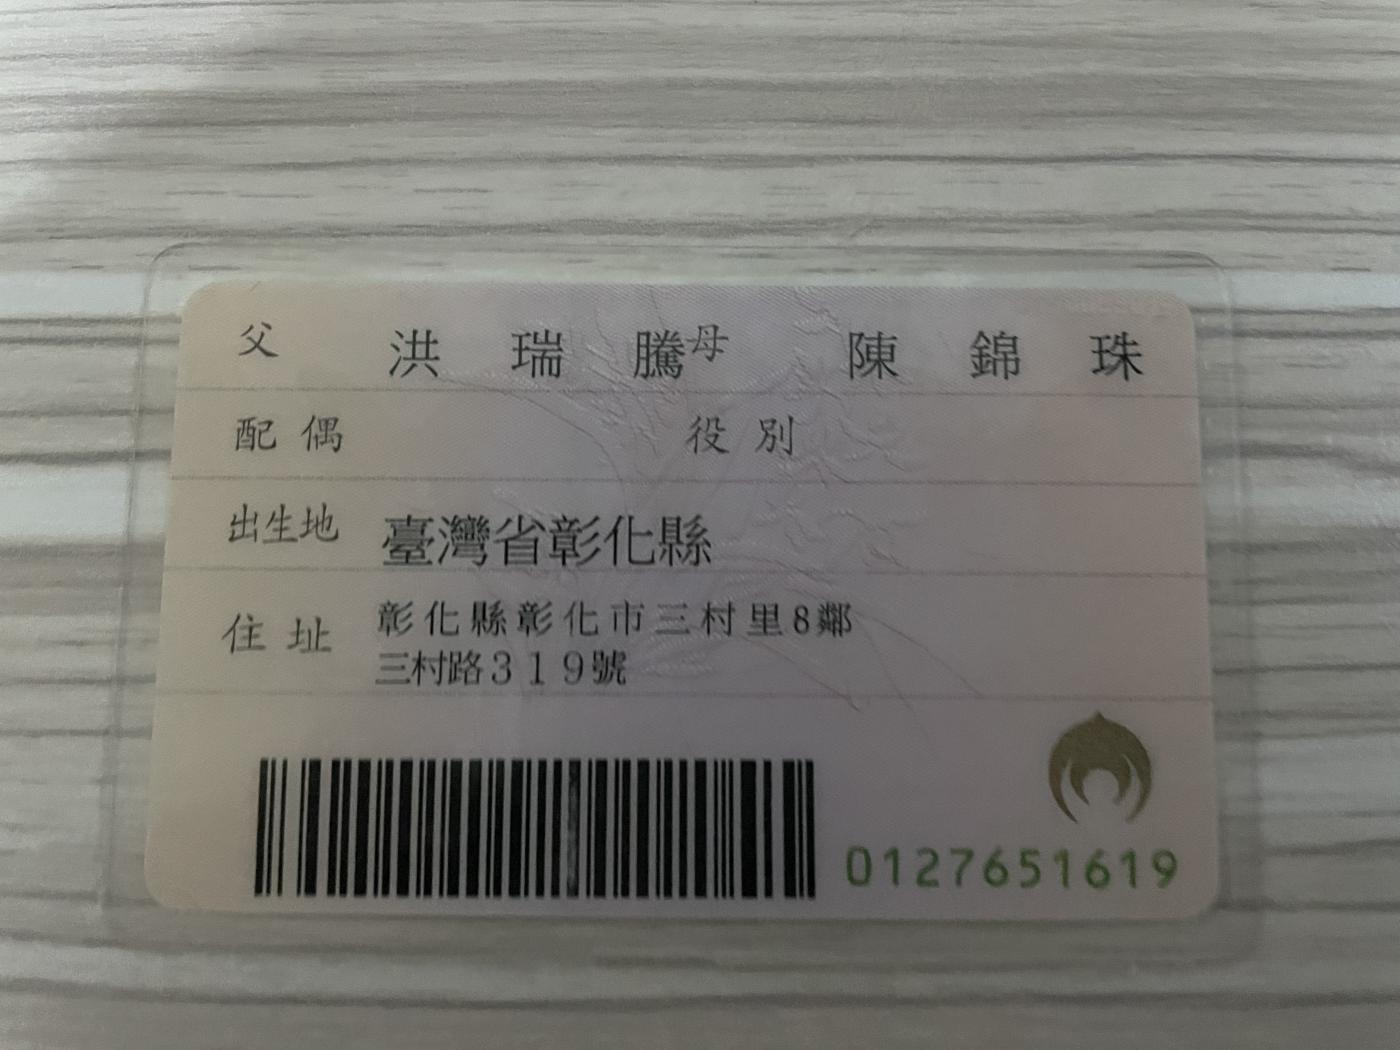 父 洪瑞騰 母 陳錦珠
配偶 役別
出生地 臺灣省彰化縣
住址 彰化縣彰化市三村里8鄰
三村路319號
0127651619